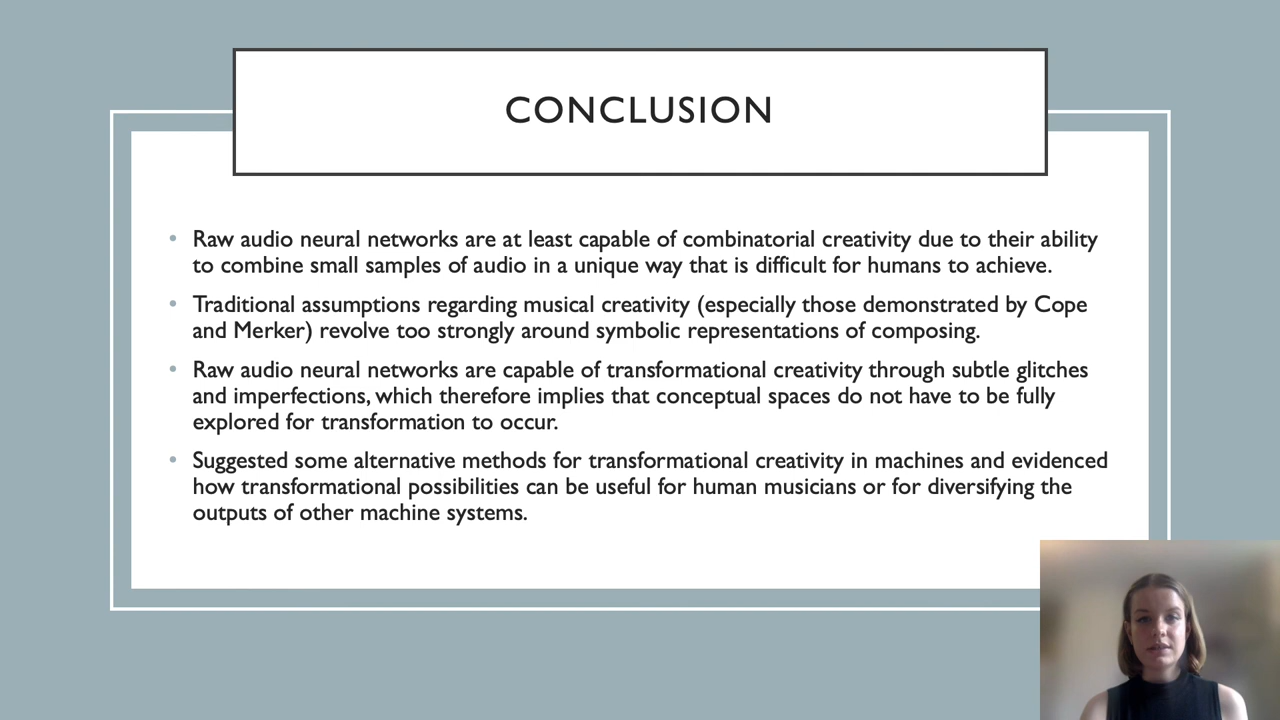 CONCLUSION
• Raw audio neural networks are at least capable of combinatorial creativity due to their ability
to combine small samples of audio in a unique way that is difficult for humans to achieve.
• Traditional assumptions regarding musical creativity (especially those demonstrated by Cope
and Merker) revolve too strongly around symbolic representations of composing.
• Raw audio neural networks are capable of transformational creativity through subtle glitches
and imperfections, which therefore implies that conceptual spaces do not have to be fully
explored for transformation to occur.
• Suggested some alternative methods for transformational creativity in machines and evidenced
how transformational possibilities can be useful for human musicians or for diversifying the
outputs of other machine systems.